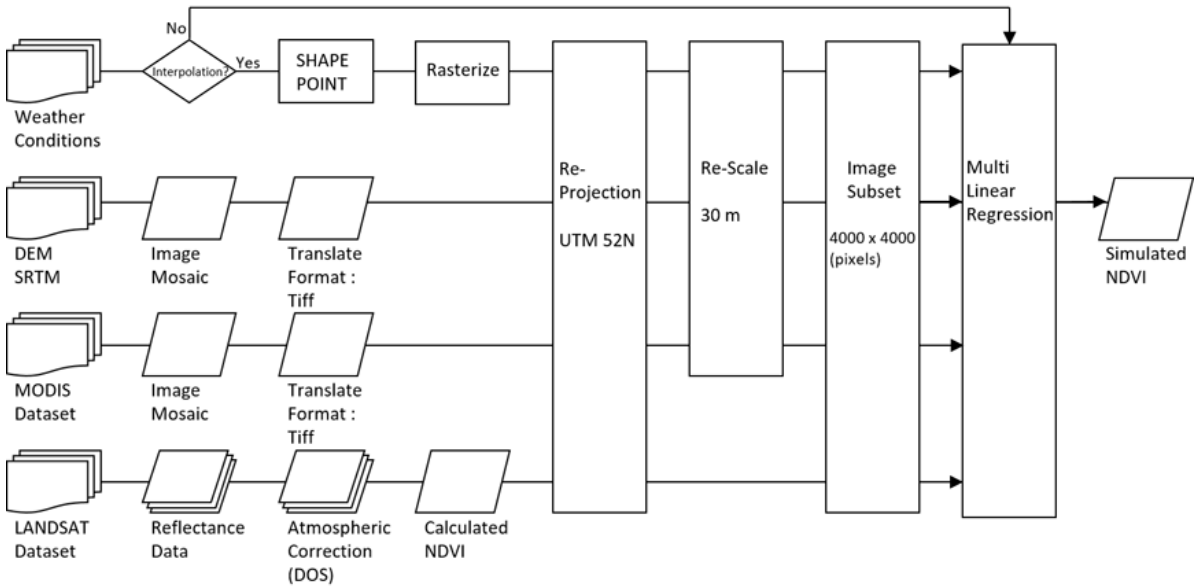 No
Interpolation?
Yes
SHAPE
POINT
Rasterize
Weather
Conditions
Re-
Projection
UTM 52N
Re-Scale
30 m
Image
Subset
4000 x 4000
(pixels)
Multi
Linear
Regression
Simulated
NDVI
DEM
SRTM
Image
Mosaic
Translate
Format :
Tiff
MODIS
Dataset
Image
Mosaic
Translate
Format :
Tiff
LANDSAT
Dataset
Reflectance
Data
Atmospheric
Correction
(DOS)
Calculated
NDVI